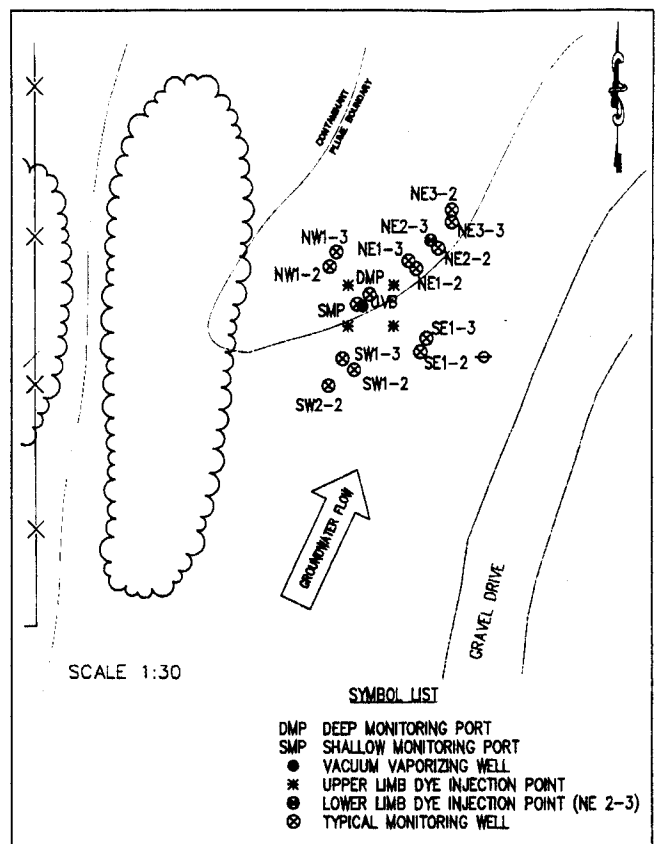 CONTAMINANT
PLUME BOUNDARY
NE3-2
NE2-3
NE3-3
NW1-3
NE1-3
NE2-2
NW1-2
DMP
NE1-2
SMP
UVB
SE1-3
SW1-3
SE1-2
SW1-2
SW2-2
GROUNDWATER FLOW
GRAVEL DRIVE
SCALE 1:30
SYMBOL LIST
DMP DEEP MONITORING PORT
SMP SHALLOW MONITORING PORT
VACUUM VAPORIZING WELL
UPPER LIMB DYE INJECTION POINT
LOWER LIMB DYE INJECTION POINT (NE 2-3)
TYPICAL MONITORING WELL